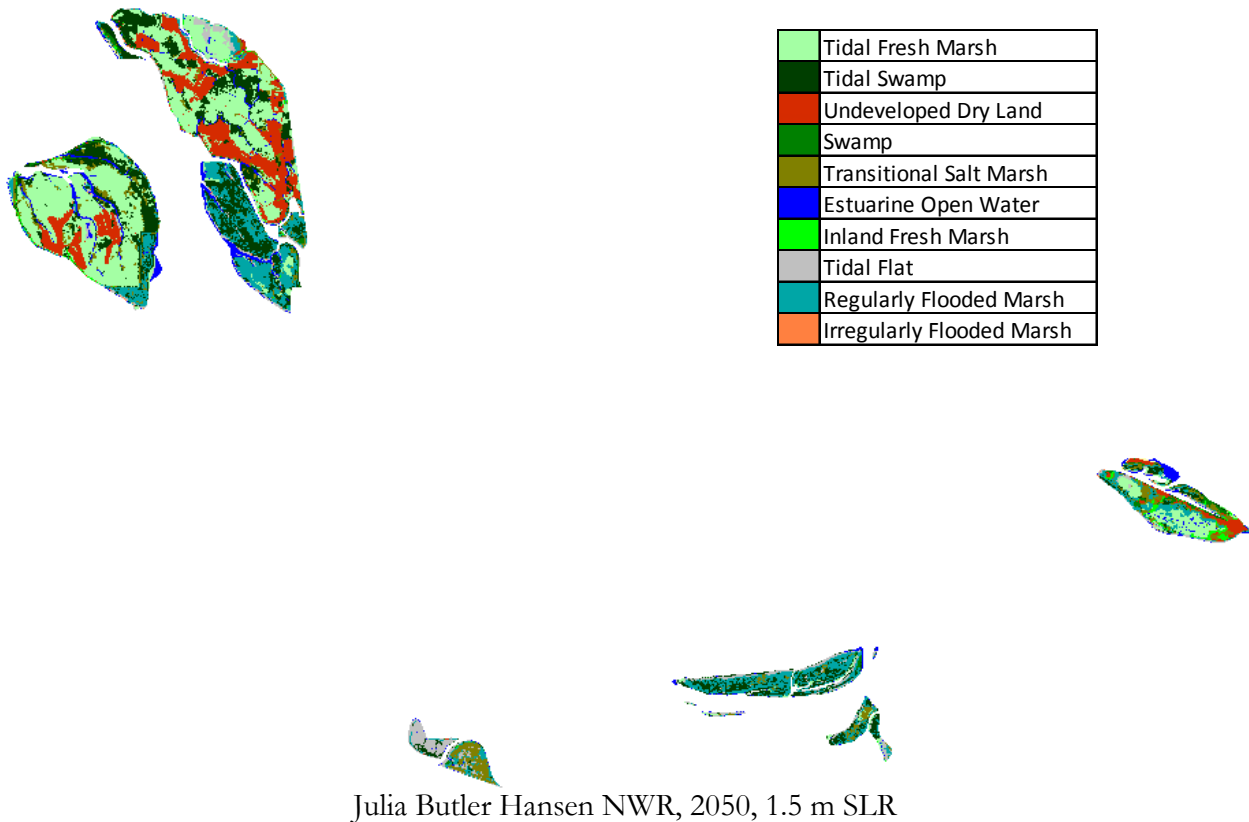 Tidal Fresh Marsh
Tidal Swamp
Undeveloped Dry Land
Swamp
Transitional Salt Marsh
Estuarine Open Water
Inland Fresh Marsh
Tidal Flat
Regularly Flooded Marsh
Irregularly Flooded Marsh
Julia Butler Hansen NWR, 2050, 1.5 m SLR